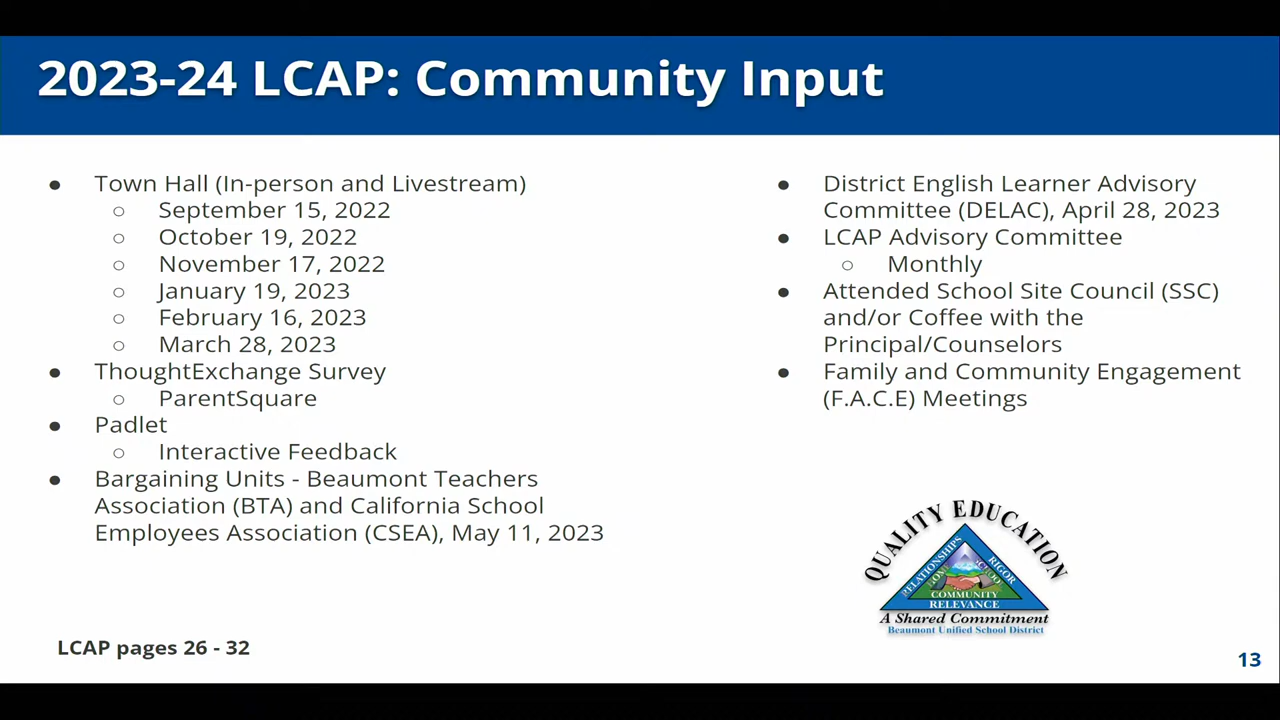 2023-24 LCAP: Community Input
● Town Hall (In-person and Livestream)
○ September 15, 2022
○ October 19, 2022
○ November 17, 2022
○ January 19, 2023
○ February 16, 2023
○ March 28, 2023
● ThoughtExchange Survey
○ ParentSquare
● Padlet
○ Interactive Feedback
● Bargaining Units - Beaumont Teachers
Association (BTA) and California School
Employees Association (CSEA), May 11, 2023
● District English Learner Advisory
Committee (DELAC), April 28, 2023
● LCAP Advisory Committee
○ Monthly
● Attended School Site Council (SSC)
and/or Coffee with the
Principal/Counselors
● Family and Community Engagement
(F.A.C.E) Meetings
QUALITY EDUCATION
RELATIONSHIPS
RIGOR
HOME
SCHOOL
COMMUNITY
RELEVANCE
A Shared Commitment
Beaumont Unified School District
LCAP pages 26 - 32
13